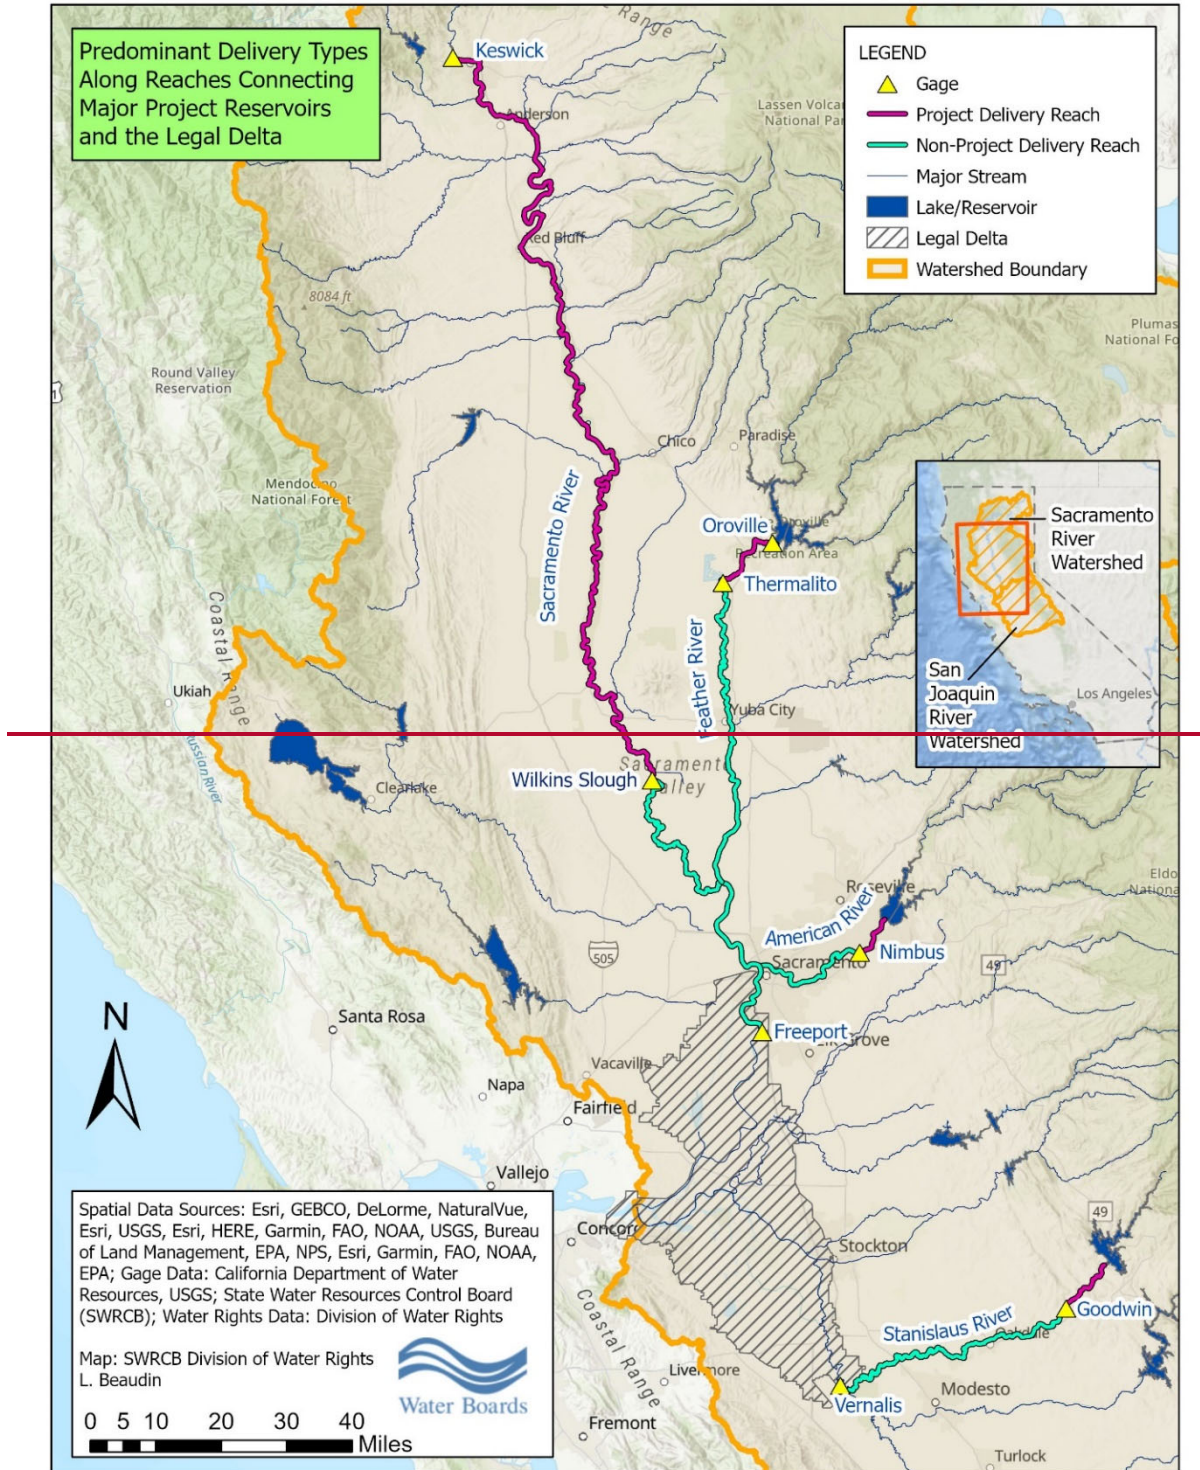 Predominant Delivery Types
Along Reaches Connecting
Major Project Reservoirs
and the Legal Delta
Range
Keswick
Anderson
Lassen
National
LEGEND
Gage
Project Delivery Reach
Non-Project Delivery Reach
Major Stream
Lake/Reservoir
Legal Delta
Watershed Boundary
Red Bluff
8084 ft
Round Valley
Reservation
Plumas
National
Chico
Paradise
Mendocino
National Forest
Sacramento River
Oroville
Oroville
Recreation Area
Thermalito
Feather River
Yuba City
Coastal Range
Ukiah
Russian River
Sacramento
River
Watershed
San
Joaquin
River
Watershed
Los Angeles
Sacramento
Valley
Wilkins Slough
Clearlake
Roseville
American River
Nimbus
Sacramento
505
49
National
Freeport
Elk Grove
N
Santa Rosa
Vacaville
Napa
Fairfield
Vallejo
Concord
Stockton
49
Goodwin
Stanislaus River
Oakdale
Vernalis
Modesto
Turlock
Coastal Range
Livermore
Fremont
Spatial Data Sources: Esri, GEBCO, DeLorme, NaturalVue,
Esri, USGS, Esri, HERE, Garmin, FAO, NOAA, USGS, Bureau
of Land Management, EPA, NPS, Esri, Garmin, FAO, NOAA,
EPA; Gage Data: California Department of Water
Resources, USGS; State Water Resources Control Board
(SWRCB); Water Rights Data: Division of Water Rights
Map: SWRCB Division of Water Rights
L. Beaudin
Water Boards
0 5 10 20 30 40
Miles